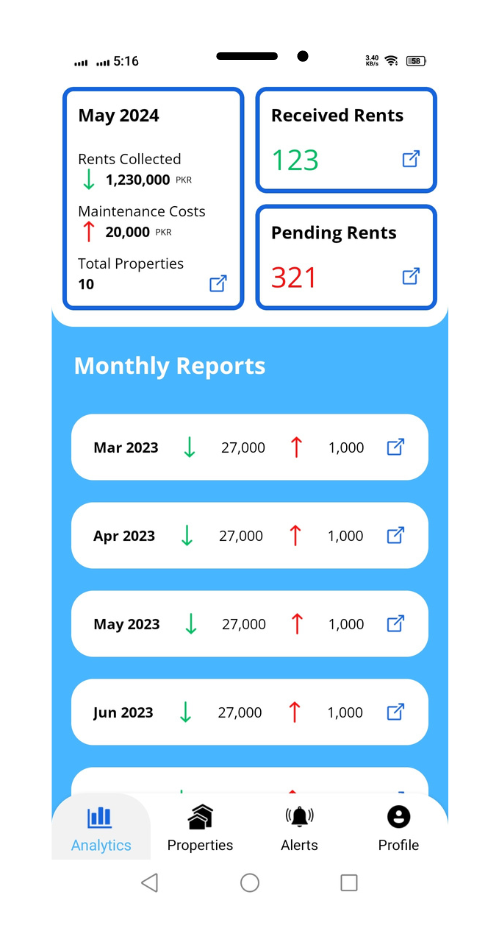 5:16
3.40
KB/s
58
May 2024
Rents Collected
1,230,000 PKR
Maintenance Costs
20,000 PKR
Total Properties
10
Received Rents
123
Pending Rents
321
Monthly Reports
Mar 2023 27,000 1,000
Apr 2023 27,000 1,000
May 2023 27,000 1,000
Jun 2023 27,000 1,000
Analytics
Properties
Alerts
Profile